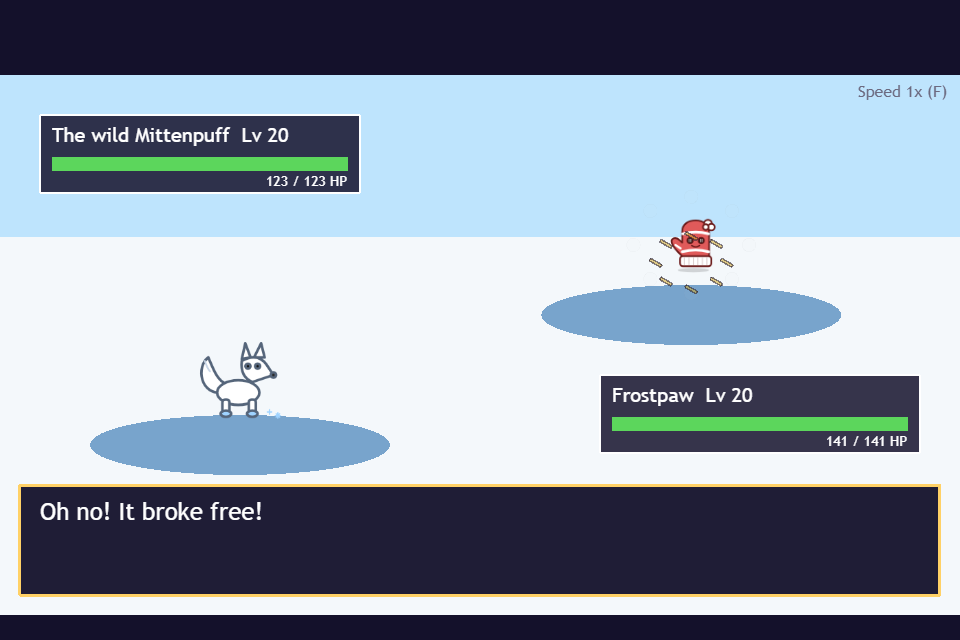 Speed 1x (F)
The wild Mittenpuff Lv 20
123 / 123 HP
Frostpaw Lv 20
141 / 141 HP
Oh no! It broke free!